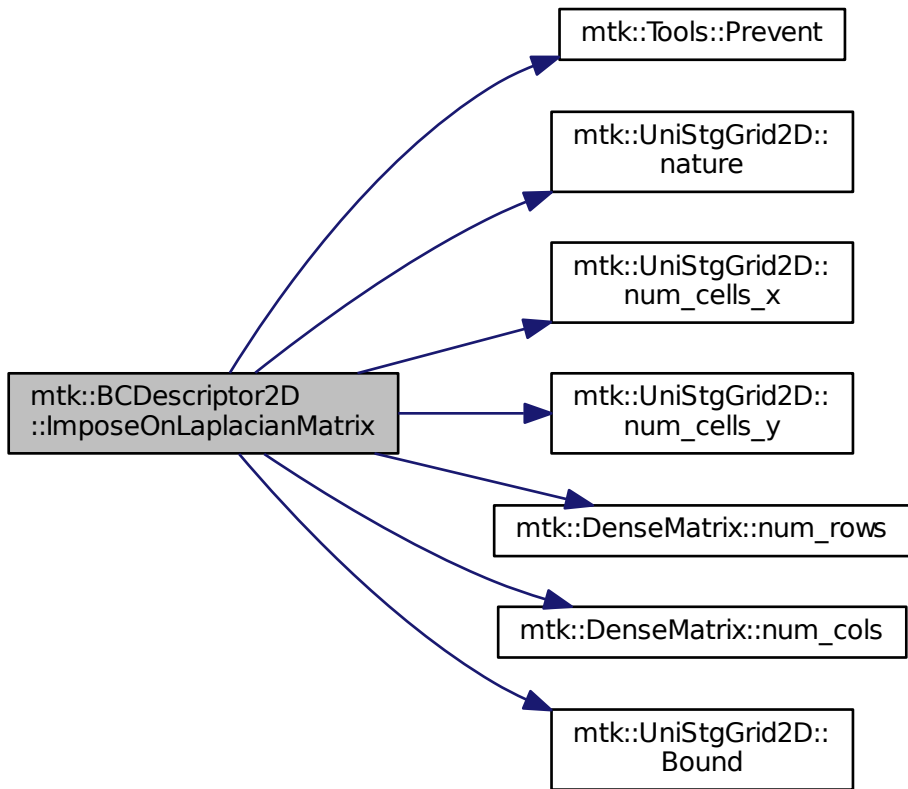 mtk::Tools::Prevent
mtk::UniStgGrid2D::
nature
mtk::UniStgGrid2D::
num_cells_x
mtk::BCDescriptor2D
::ImposeOnLaplacianMatrix
mtk::UniStgGrid2D::
num_cells_y
mtk::DenseMatrix::num_rows
mtk::DenseMatrix::num_cols
mtk::UniStgGrid2D::
Bound